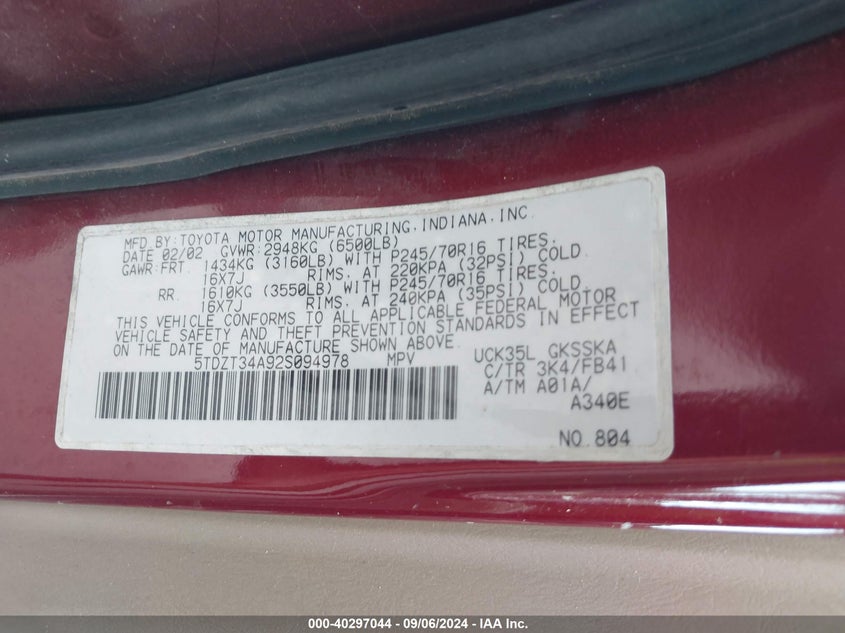 MFD.BY:TOYOTA MOTOR MANUFACTURING,INDIANA,INC.
DATE 02/02 GVWR:2948KG (6500LB)
GAWR:FRT. 1434KG (3160LB) WITH P245/70R16 TIRES.
16X7J RIMS. AT 220KPA (32PSI) COLD
RR. 1610KG (3550LB) WITH P245/70R16 TIRES.
16X7J RIMS. AT 240KPA (35PSI) COLD.
THIS VEHICLE CONFORMS TO ALL APPLICABLE FEDERAL MOTOR
VEHICLE SAFETY AND THEFT PREVENTION STANDARDS IN EFFECT
ON THE DATE OF MANUFACTURE SHOWN ABOVE.
5TDZT34A92S094978 MPV
UCK35L GKSSKA
C/TR 3K4/FB41
A/TM A01A/
A340E
NO. 804
000-40297044 - 09/06/2024 - IAA Inc.